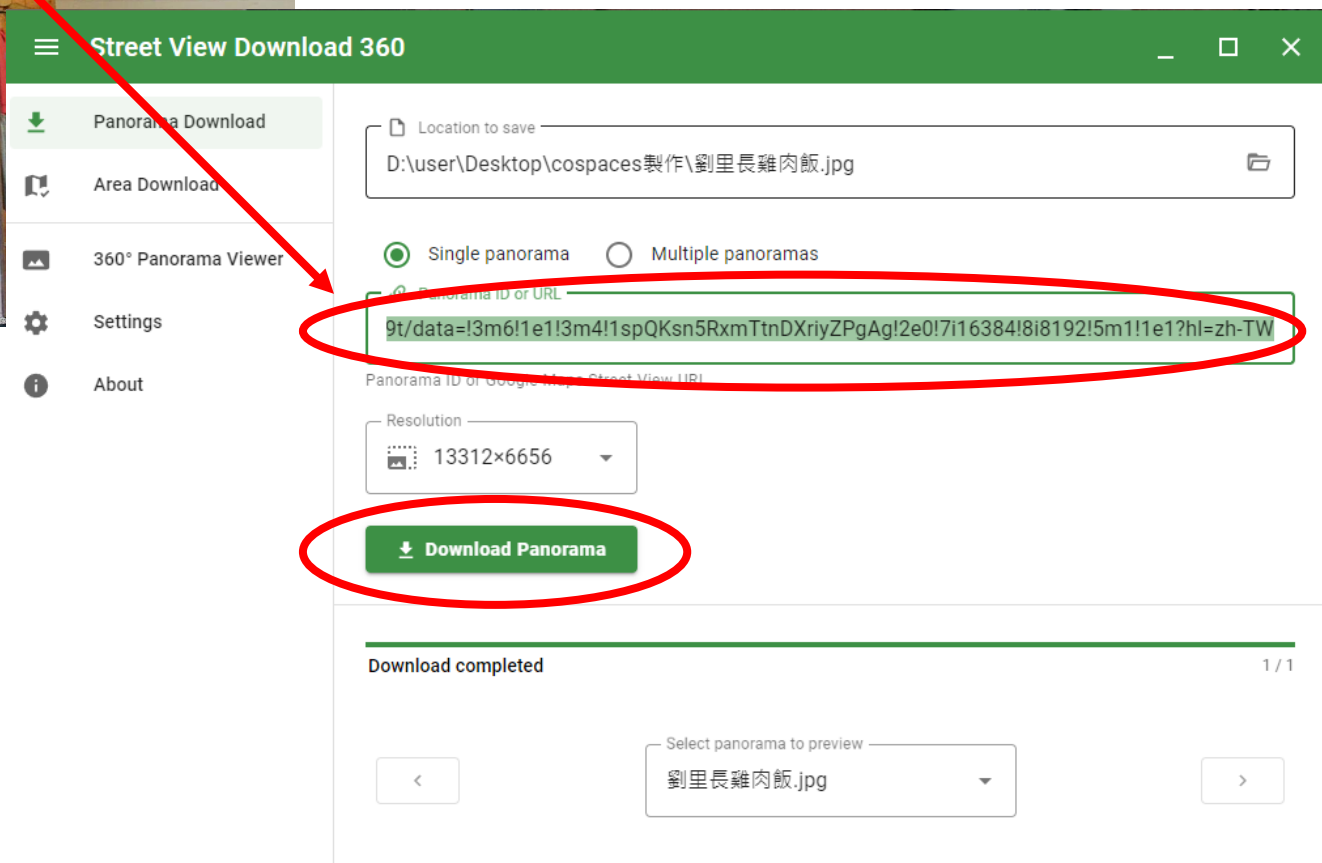 Street View Download 360
Panorama Download
Area Download
360° Panorama Viewer
Settings
About
Location to save
D:\user\Desktop\cospaces製作\劉里長雞肉飯.jpg
Single panorama
Multiple panoramas
Panorama ID or URL
9t/data=!3m6!1e1!3m4!1spQKsn5RxmTtnDXriyZPgAg!2e0!7i16384!8i8192!5m1!1e1?hl=zh-TW
Panorama ID or Google Maps Street View URL
Resolution
13312×6656
Download Panorama
Download completed
1 / 1
Select panorama to preview
劉里長雞肉飯.jpg